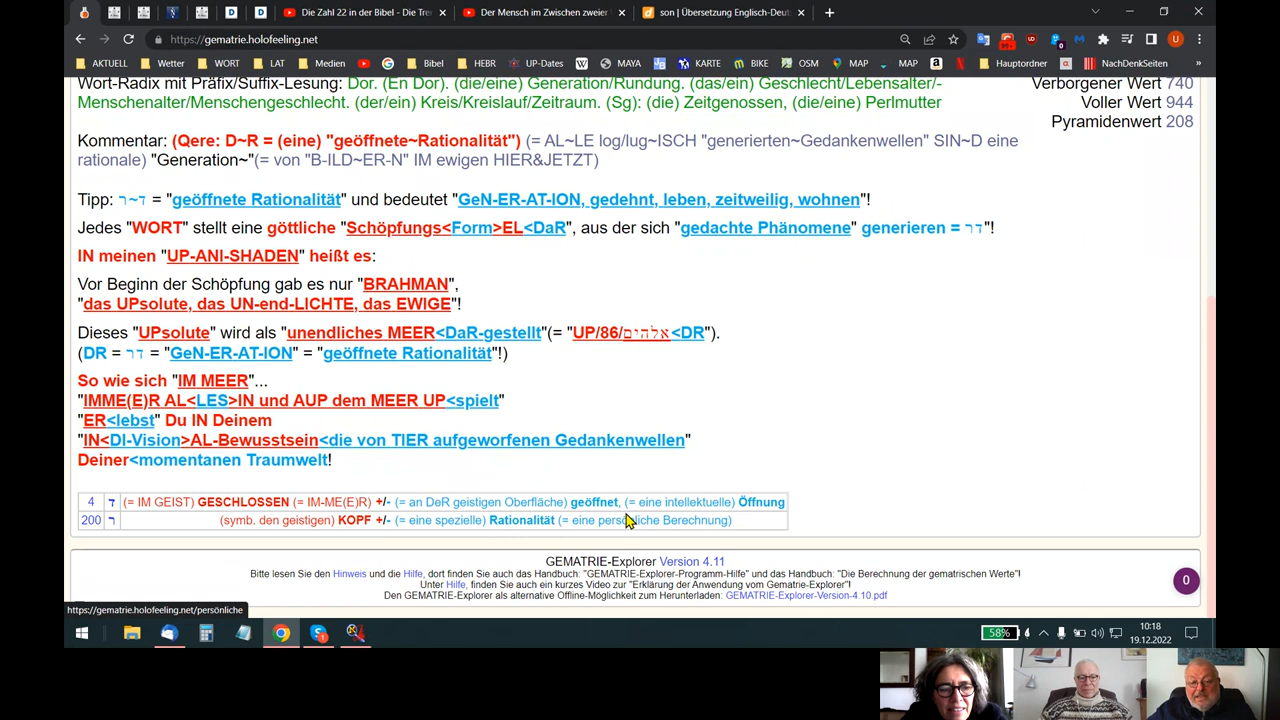 Die Zahl 22 in der Bibel - Die Tre
Der Mensch im Zwischen zweier
son | Übersetzung Englisch-Deut
https://gematrie.holofeeling.net
AKTUELL Wetter WORT LAT Medien Bibel HEBR UP-Dates MAYA KARTE BIKE OSM MAP MAP Hauptordner NachDenkSeiten
Wort-Radix mit Präfix/Suffix-Lesung: Dor. (En Dor). (die/eine) Generation/Rundung. (das/ein) Geschlecht/Lebensalter/-
Menschenalter/Menschengeschlecht. (der/ein) Kreis/Kreislauf/Zeitraum. (Sg): (die) Zeitgenossen, (die/eine) Perlmutter
Verborgener Wert 740
Voller Wert 944
Pyramidenwert 208
Kommentar: (Qere: D~R = (eine) "geöffnete~Rationalität") (= AL~LE log/lug~ISCH "generierten~Gedankenwellen" SIN~D eine
rationale) "Generation~"(= von "B-ILD~ER-N" IM ewigen HIER&JETZT)
Tipp: ד~ר = "geöffnete Rationalität" und bedeutet "GeN-ER-AT-ION, gedehnt, leben, zeitweilig, wohnen"!
Jedes "WORT" stellt eine göttliche "Schöpfungs<Form>EL<DaR", aus der sich "gedachte Phänomene" generieren = דר"!
IN meinen "UP-ANI-SHADEN" heißt es:
Vor Beginn der Schöpfung gab es nur "BRAHMAN",
"das UPsolute, das UN-end-LICHTE, das EWIGE"!
Dieses "UPsolute" wird als "unendliches MEER<DaR-gestellt"(= "UP/86/אלהים<DR").
(DR = דר = "GeN-ER-AT-ION" = "geöffnete Rationalität"!)
So wie sich "IM MEER"...
"IMME(E)R AL<LES>IN und AUP dem MEER UP<spielt"
"ER<lebst" Du IN Deinem
"IN<DI-Vision>AL-Bewusstsein<die von TIER aufgeworfenen Gedankenwellen"
Deiner<momentanen Traumwelt!
4 ד (= IM GEIST) GESCHLOSSEN (= IM-ME(E)R) +/- (= an DeR geistigen Oberfläche) geöffnet, (= eine intellektuelle) Öffnung
200 ר (symb. den geistigen) KOPF +/- (= eine spezielle) Rationalität (= eine persönliche Berechnung)
GEMATRIE-Explorer Version 4.11
Bitte lesen Sie den Hinweis und die Hilfe, dort finden Sie auch das Handbuch: "GEMATRIE-Explorer-Programm-Hilfe" und das Handbuch: "Die Berechnung der gematrischen Werte"!
Unter Hilfe, finden Sie auch ein kurzes Video zur "Erklärung der Anwendung vom Gematrie-Explorer"!
Den GEMATRIE-Explorer als alternative Offline-Möglichkeit zum Herunterladen: GEMATRIE-Explorer-Version-4.10.pdf
0
https://gematrie.holofeeling.net/persönliche
58%
10:18
19.12.2022